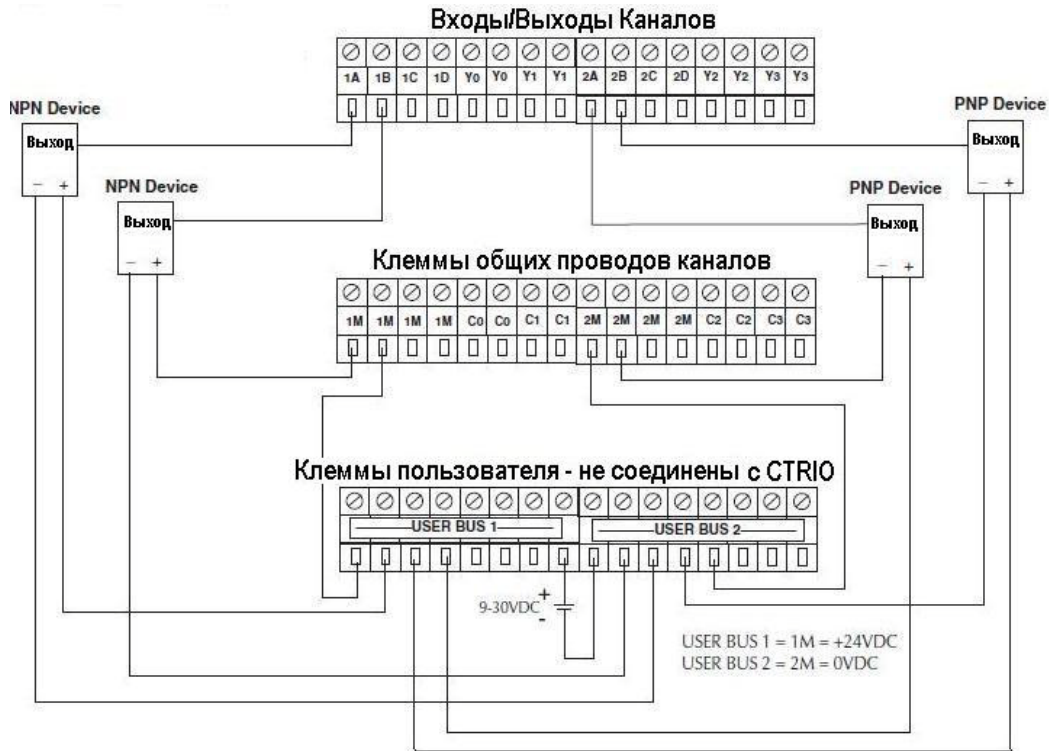 Входы/Выходы Каналов
1A 1B 1C 1D Y0 Y0 Y1 Y1 2A 2B 2C 2D Y2 Y2 Y3 Y3
NPN Device
Выход
- +
PNP Device
Выход
- +
NPN Device
Выход
- +
PNP Device
Выход
- +
Клеммы общих проводов каналов
1M 1M 1M 1M C0 C0 C1 C1 2M 2M 2M 2M C2 C2 C3 C3
Клеммы пользователя - не соединены с CTRIO
USER BUS 1 USER BUS 2
9-30VDC + -
USER BUS 1 = 1M = +24VDC
USER BUS 2 = 2M = 0VDC